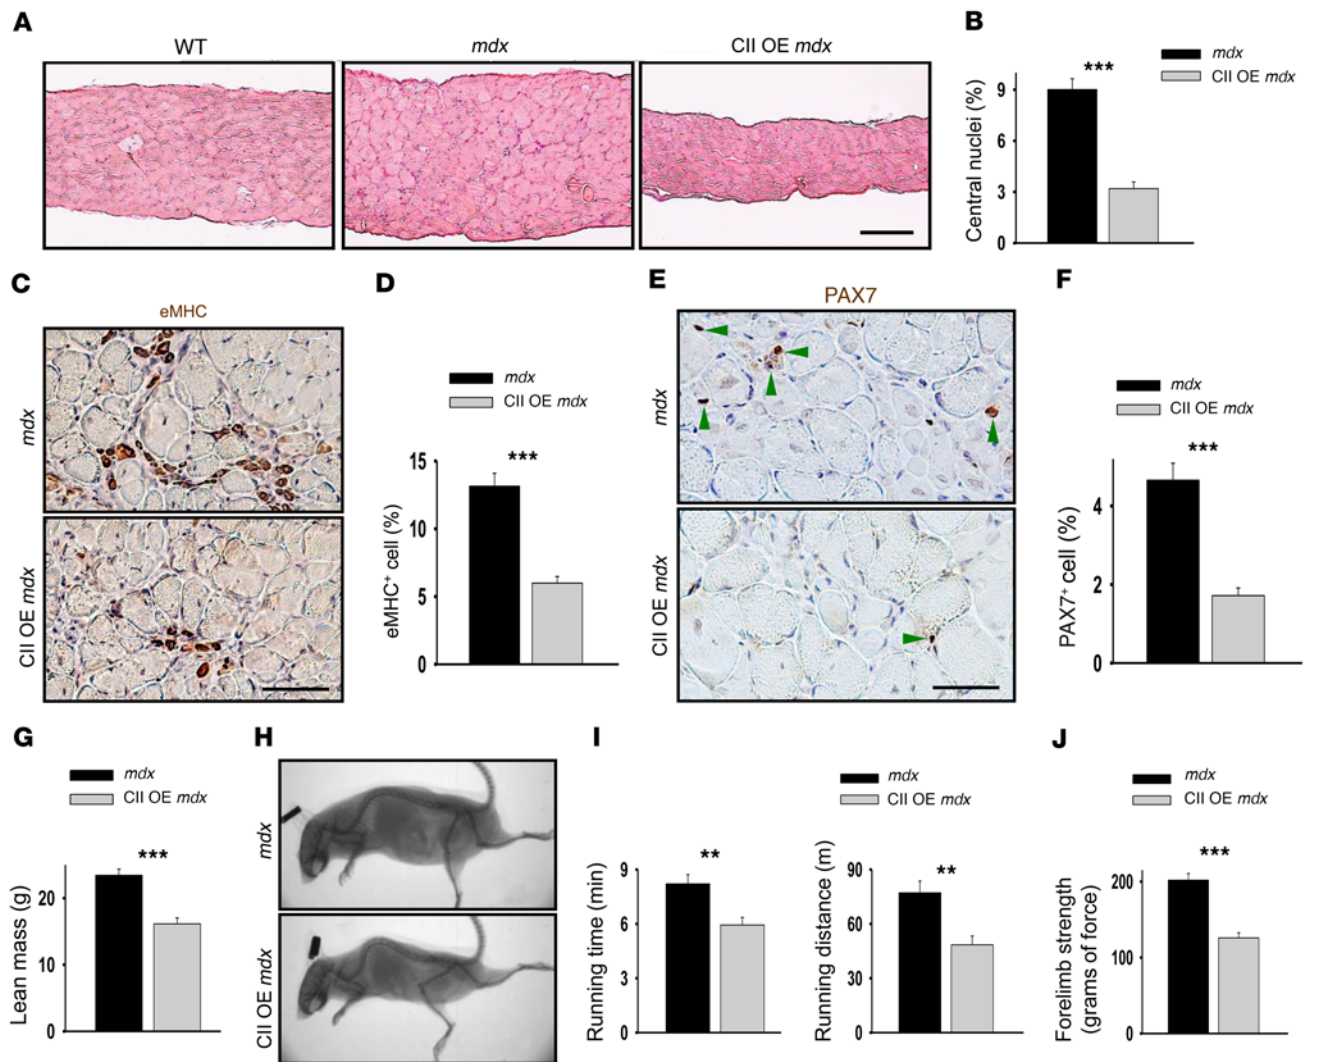 A
WT
mdx
CII OE mdx
B
mdx
CII OE mdx
***
Central nuclei (%)
9
6
3
0
C
eMHC
mdx
CII OE mdx
D
mdx
CII OE mdx
***
eMHC⁺ cell (%)
15
10
5
0
E
PAX7
mdx
CII OE mdx
F
mdx
CII OE mdx
***
PAX7⁺ cell (%)
4
2
0
G
mdx
CII OE mdx
***
Lean mass (g)
20
10
0
H
mdx
CII OE mdx
I
**
Running time (min)
9
6
3
0
mdx
CII OE mdx
**
Running distance (m)
90
60
30
0
J
mdx
CII OE mdx
***
Forelimb strength
(grams of force)
200
100
0